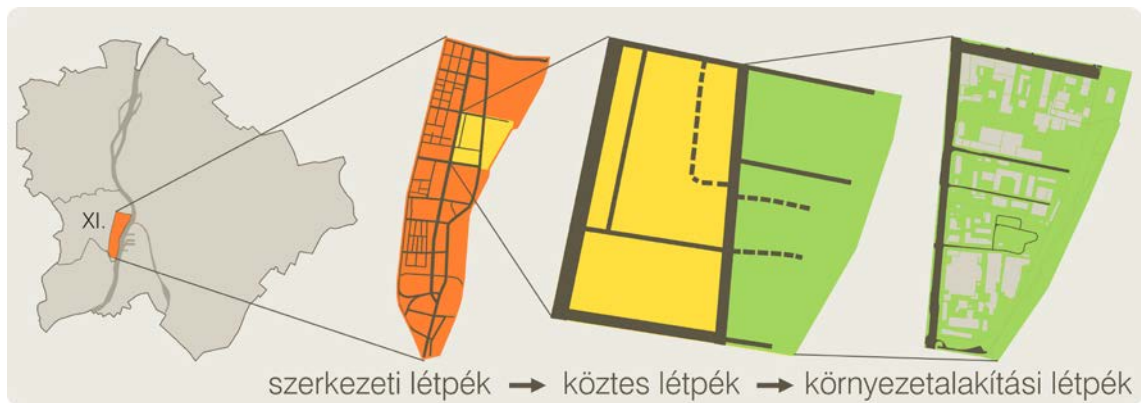 XI.
szerkezeti létpék → köztes létpék → környezetalakítási létpék